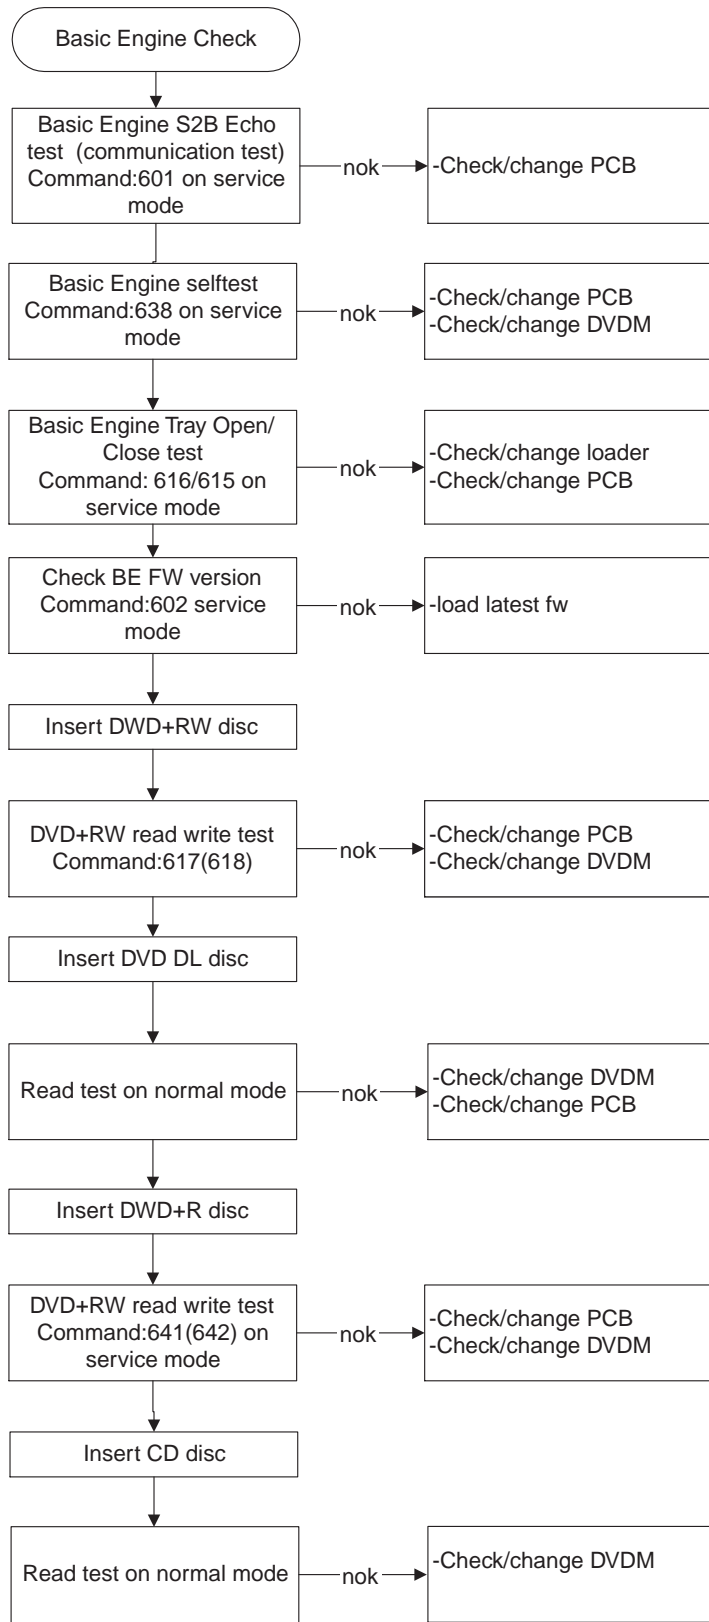 Basic Engine Check
Basic Engine S2B Echo
test  (communication test)
Command:601 on service
mode
nok
-Check/change PCB
Basic Engine selftest
Command:638 on service
mode
nok
-Check/change PCB
-Check/change DVDM
Basic Engine Tray Open/
Close test
Command: 616/615 on
service mode
nok
-Check/change loader
-Check/change PCB
Check BE FW version
Command:602 service
mode
nok
-load latest fw
Insert DWD+RW disc
DVD+RW read write test
Command:617(618)
nok
-Check/change PCB
-Check/change DVDM
Insert DVD DL disc
Read test on normal mode
nok
-Check/change DVDM
-Check/change PCB
Insert DWD+R disc
DVD+RW read write test
Command:641(642) on
service mode
nok
-Check/change PCB
-Check/change DVDM
Insert CD disc
Read test on normal mode
nok
-Check/change DVDM